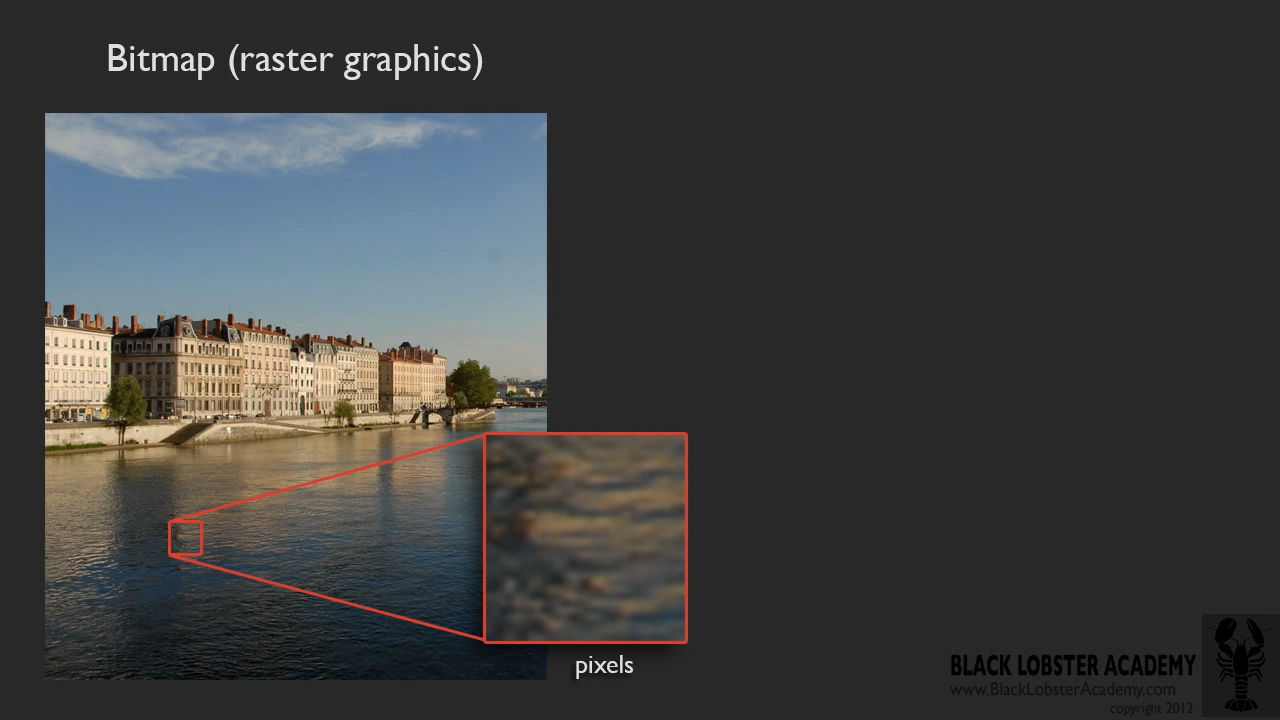 Bitmap (raster graphics)
pixels
BLACK LOBSTER ACADEMY
www.BlackLobsterAcademy.com
copyright 2012